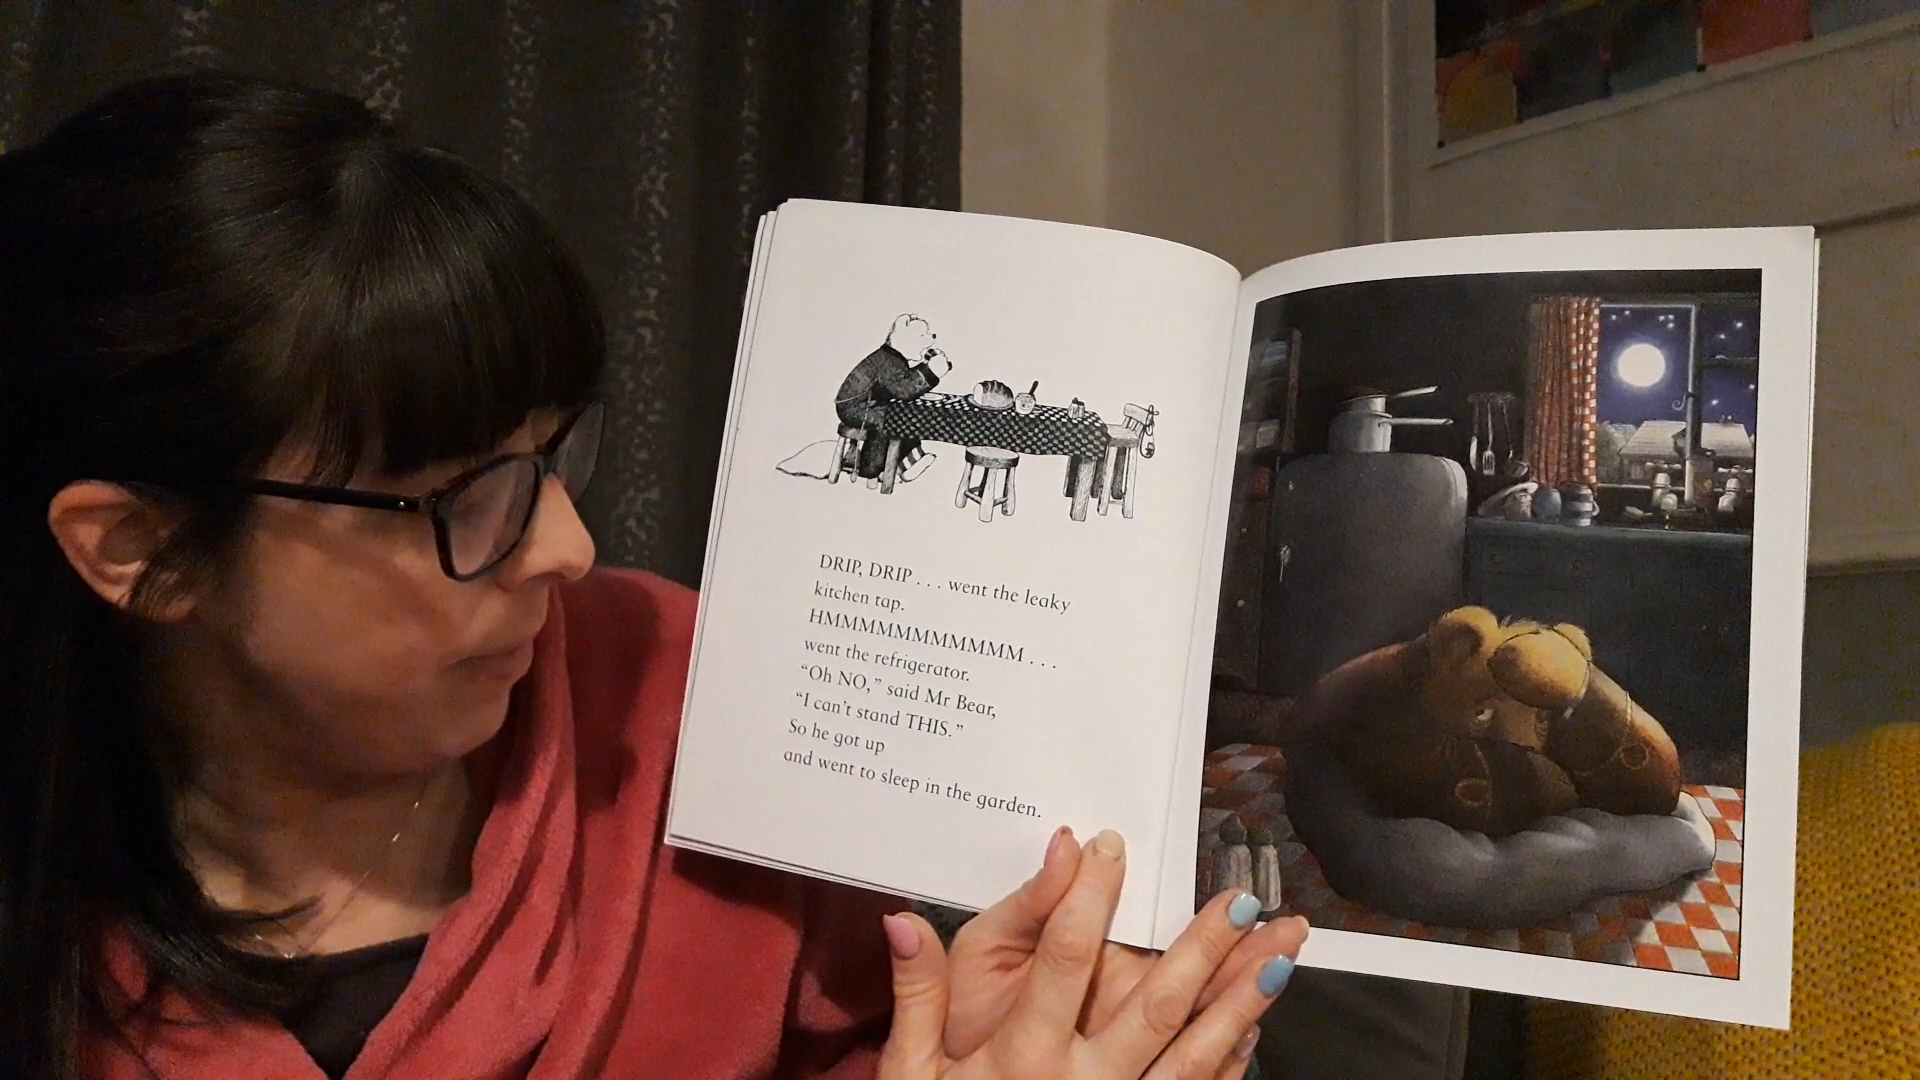 DRIP, DRIP . . . went the leaky
kitchen tap.
HMMMMMMMMMMM . . .
went the refrigerator.
“Oh NO,” said Mr Bear,
“I can’t stand THIS.”
So he got up
and went to sleep in the garden.